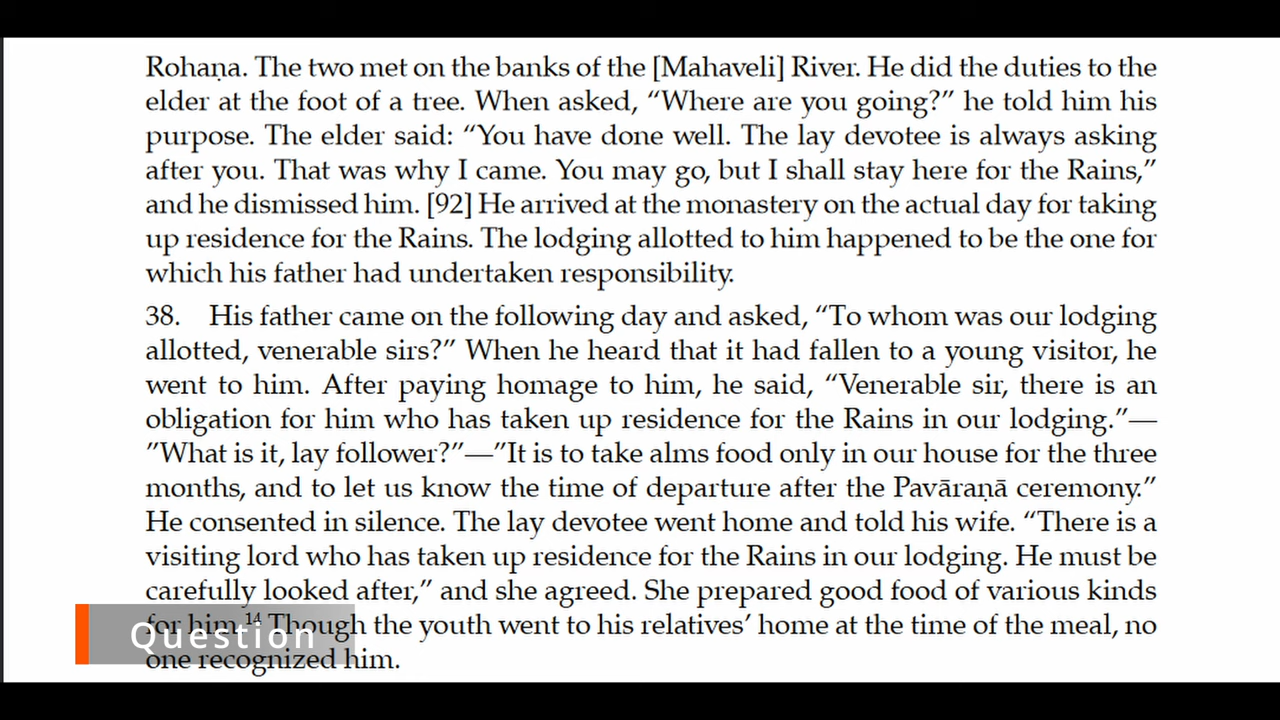 Rohaṇa. The two met on the banks of the [Mahaveli] River. He did the duties to the
elder at the foot of a tree. When asked, “Where are you going?” he told him his
purpose. The elder said: “You have done well. The lay devotee is always asking
after you. That was why I came. You may go, but I shall stay here for the Rains,”
and he dismissed him. [92] He arrived at the monastery on the actual day for taking
up residence for the Rains. The lodging allotted to him happened to be the one for
which his father had undertaken responsibility.
38. His father came on the following day and asked, “To whom was our lodging
allotted, venerable sirs?” When he heard that it had fallen to a young visitor, he
went to him. After paying homage to him, he said, “Venerable sir, there is an
obligation for him who has taken up residence for the Rains in our lodging.”—
”What is it, lay follower?”—”It is to take alms food only in our house for the three
months, and to let us know the time of departure after the Pavāraṇā ceremony.”
He consented in silence. The lay devotee went home and told his wife. “There is a
visiting lord who has taken up residence for the Rains in our lodging. He must be
carefully looked after,” and she agreed. She prepared good food of various kinds
for him.14 Though the youth went to his relatives’ home at the time of the meal, no
one recognized him.
Question